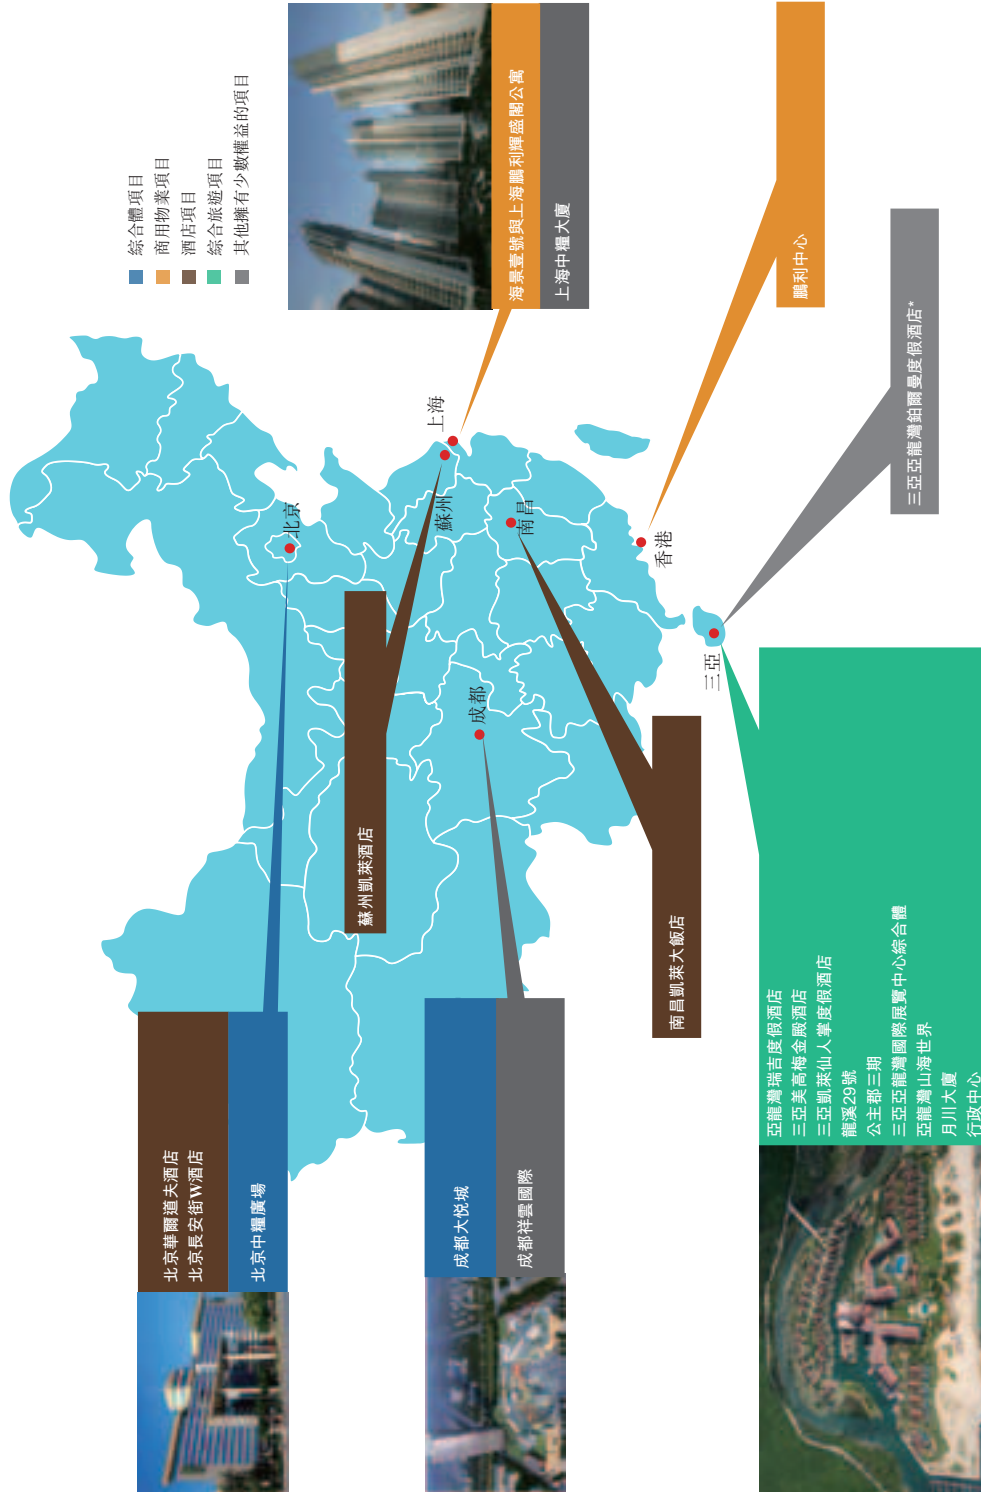 綜合體項目
商用物業項目
酒店項目
綜合旅遊項目
其他擁有少數權益的項目
北京華爾道夫酒店
北京長安街W酒店
北京中糧廣場
北京
蘇州凱萊酒店
蘇州
上海
海景壹號與上海鵬利輝盛閣公寓
上海中糧大廈
成都大悅城
成都祥雲國際
成都
南昌凱萊大飯店
南昌
香港
鵬利中心
三亞
三亞亞龍灣鉑爾曼度假酒店*
亞龍灣瑞吉度假酒店
三亞美高梅金殿酒店
三亞凱萊仙人掌度假酒店
龍溪29號
公主郡三期
三亞亞龍灣國際展覽中心綜合體
亞龍灣山海世界
月川大廈
行政中心